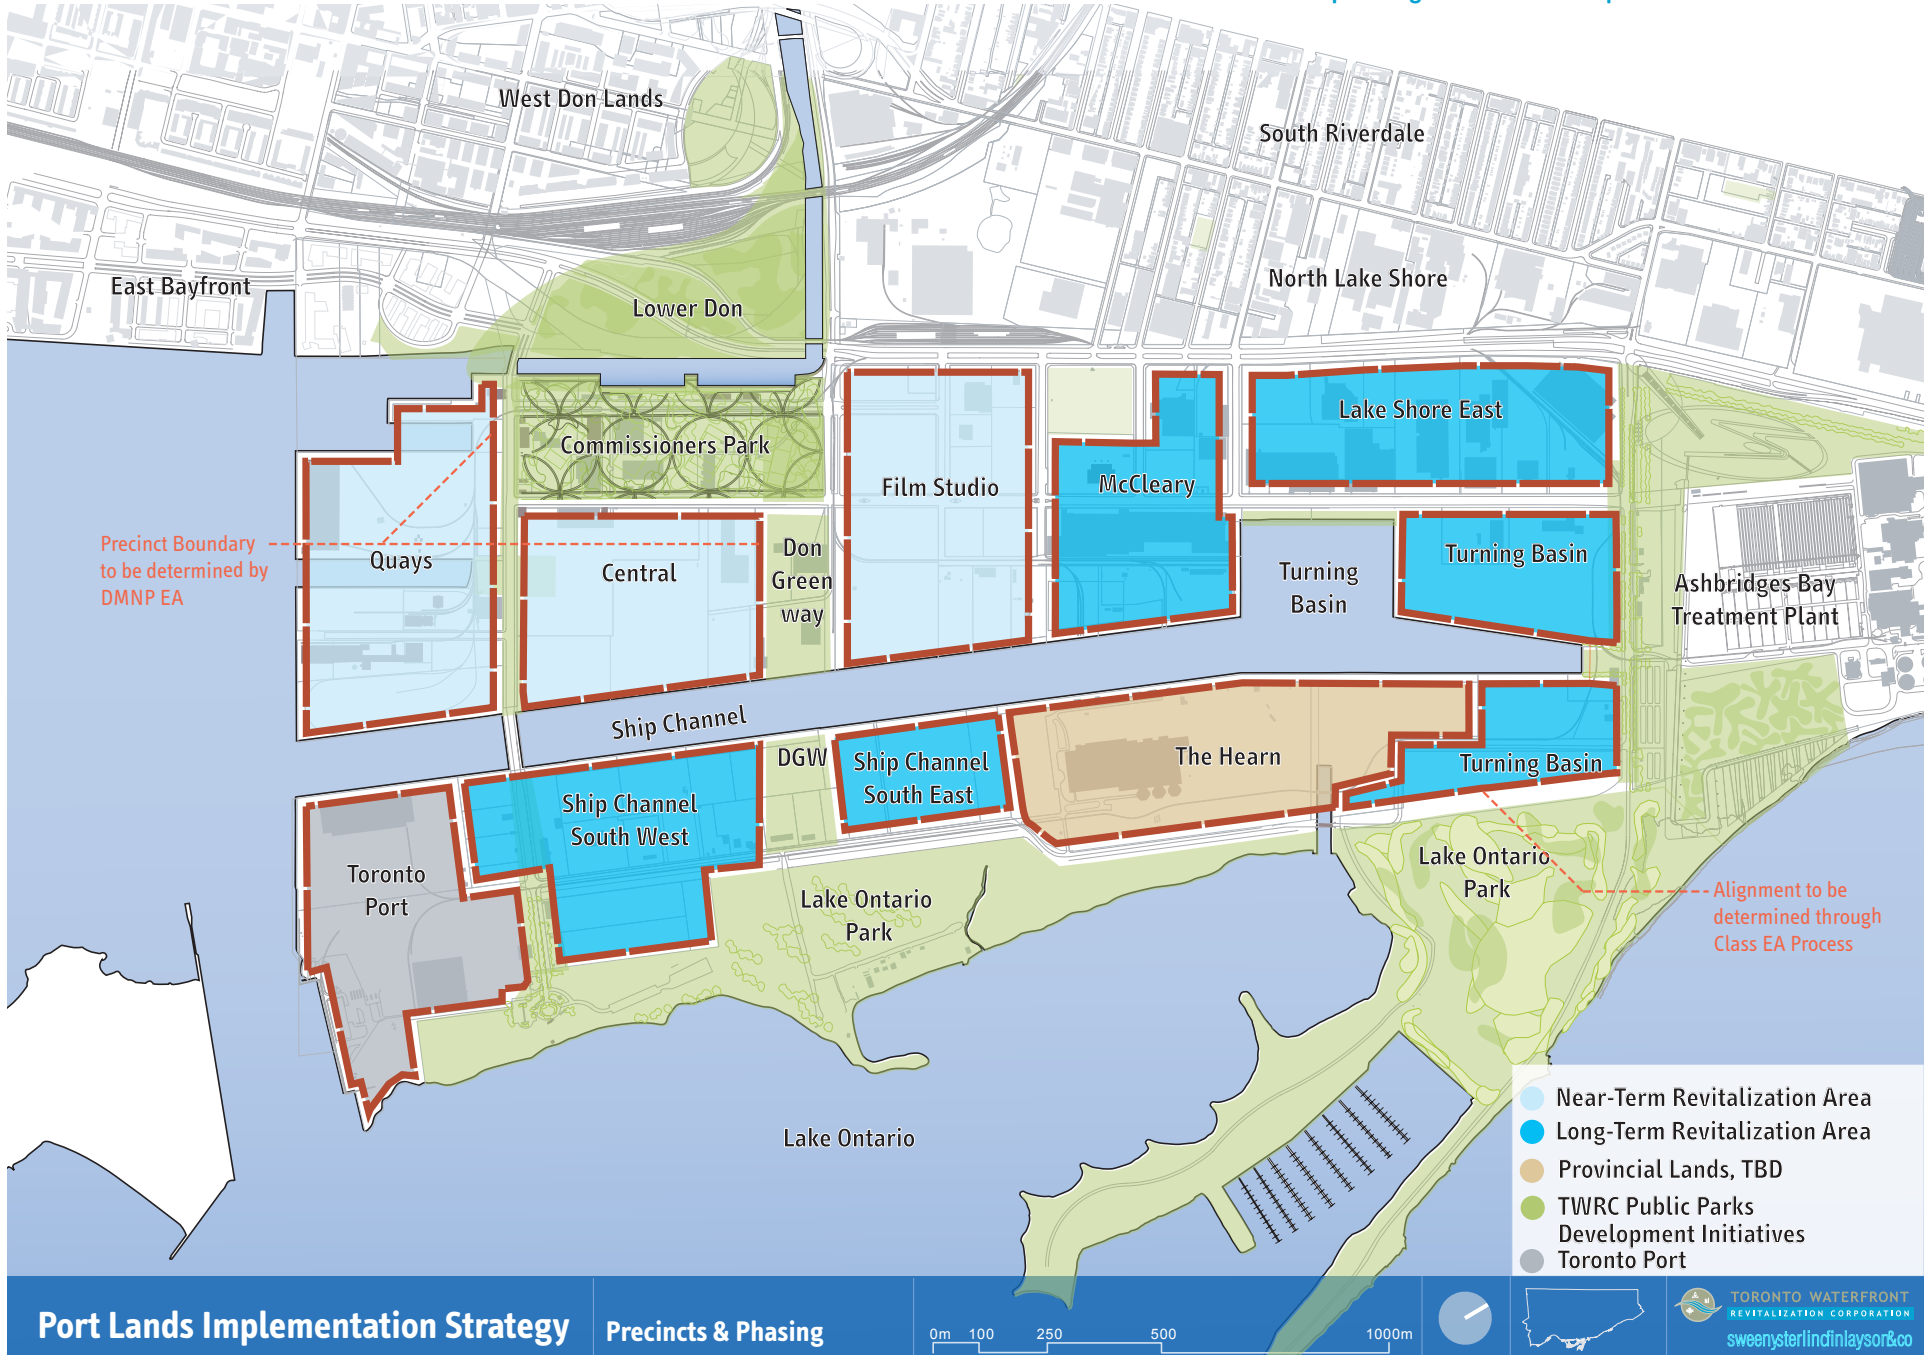 West Don Lands
South Riverdale
East Bayfront
North Lake Shore
Lower Don
Lake Shore East
Commissioners Park
Film Studio
McCleary
Precinct Boundary
to be determined by
DMNP EA
Quays
Central
Don
Green
way
Turning
Basin
Turning Basin
Ashbridges Bay
Treatment Plant
Ship Channel
DGW
Ship Channel
South East
The Hearn
Turning Basin
Ship Channel
South West
Toronto
Port
Lake Ontario
Park
Lake Ontario
Park
Alignment to be
determined through
Class EA Process
Lake Ontario
Near-Term Revitalization Area
Long-Term Revitalization Area
Provincial Lands, TBD
TWRC Public Parks
Development Initiatives
Toronto Port
Port Lands Implementation Strategy
Precincts & Phasing
0m 100 250 500 1000m
TORONTO WATERFRONT
REVITALIZATION CORPORATION
sweenysterlingfinlayson&co